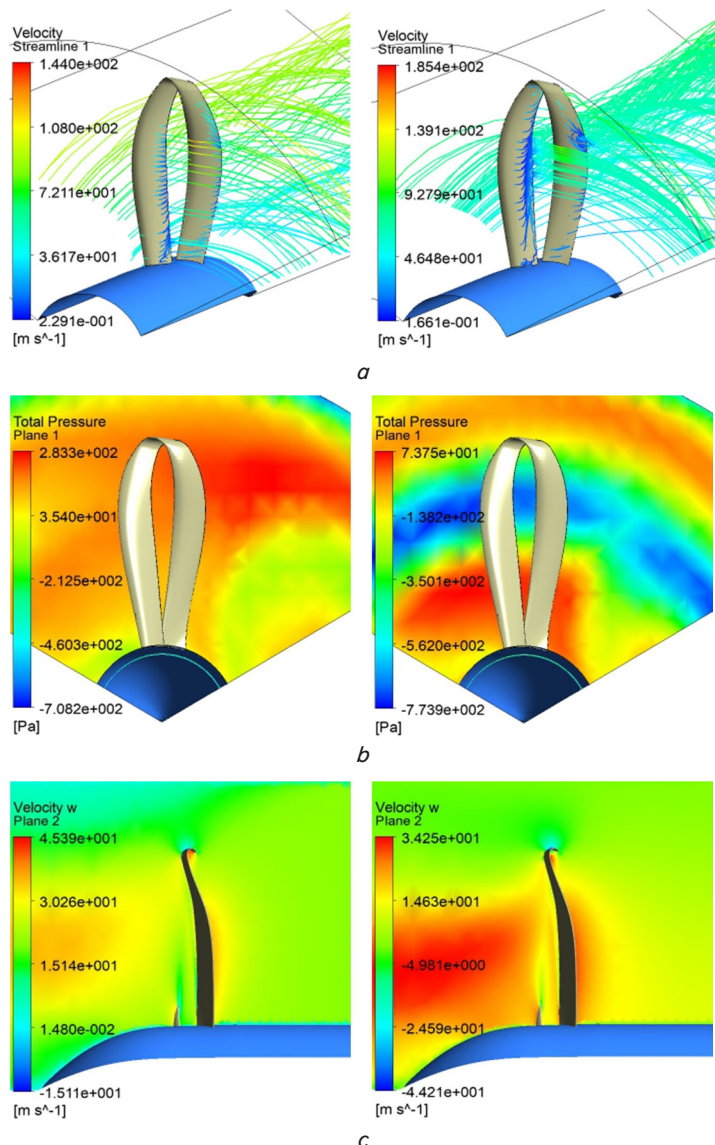 Velocity
Streamline 1
1.440e+002
1.080e+002
7.211e+001
3.617e+001
2.291e-001
[m s^-1]
Velocity
Streamline 1
1.854e+002
1.391e+002
9.279e+001
4.648e+001
1.661e-001
[m s^-1]
a
Total Pressure
Plane 1
2.833e+002
3.540e+001
-2.125e+002
-4.603e+002
-7.082e+002
[Pa]
Total Pressure
Plane 1
7.375e+001
-1.382e+002
-3.501e+002
-5.620e+002
-7.739e+002
[Pa]
b
Velocity w
Plane 2
4.539e+001
3.026e+001
1.514e+001
1.480e-002
-1.511e+001
[m s^-1]
Velocity w
Plane 2
3.425e+001
1.463e+001
-4.981e+000
-2.459e+001
-4.421e+001
[m s^-1]
c